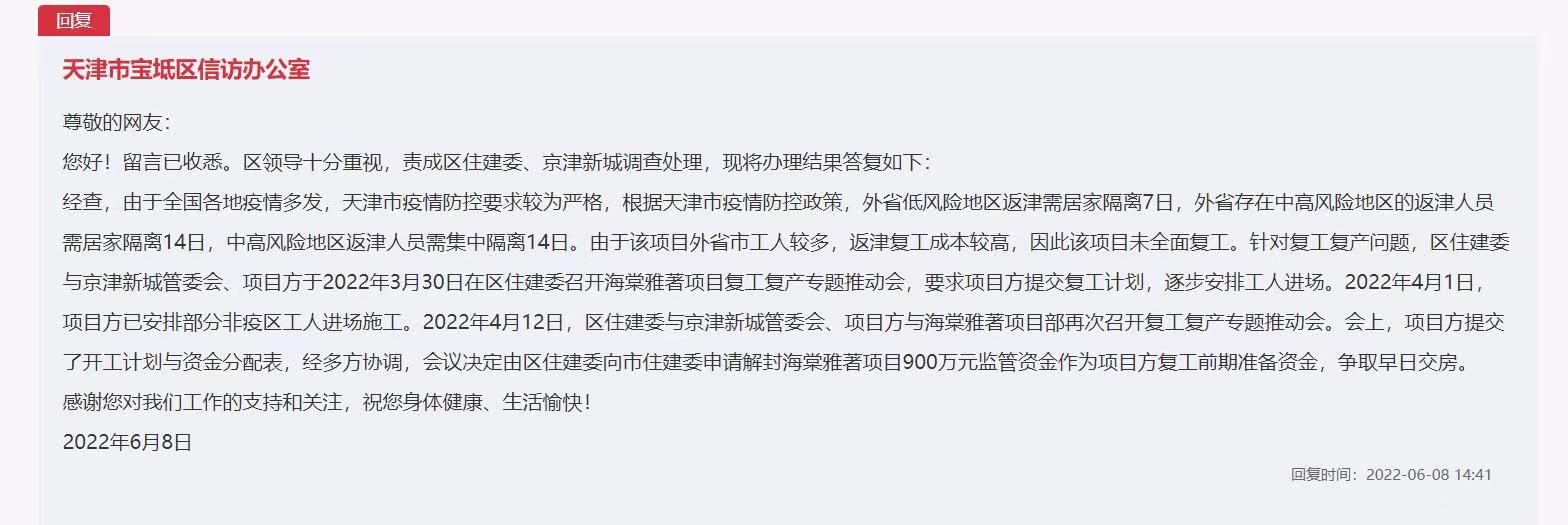 回复
天津市宝坻区信访办公室
尊敬的网友：
您好！留言已收悉。区领导十分重视，责成区住建委、京津新城调查处理，现将办理结果答复如下：
经查，由于全国各地疫情多发，天津市疫情防控要求较为严格，根据天津市疫情防控政策，外省低风险地区返津需居家隔离7日，外省存在中高风险地区的返津人员
需居家隔离14日，中高风险地区返津人员需集中隔离14日。由于该项目外省市工人较多，返津复工成本较高，因此该项目未全面复工。针对复工复产问题，区住建委
与京津新城管委会、项目方于2022年3月30日在区住建委召开海棠雅著项目复工复产专题推动会，要求项目方提交复工计划，逐步安排工人进场。2022年4月1日，
项目方已安排部分非疫区工人进场施工。2022年4月12日，区住建委与京津新城管委会、项目方与海棠雅著项目部再次召开复工复产专题推动会。会上，项目方提交
了开工计划与资金分配表，经多方协调，会议决定由区住建委向市住建委申请解封海棠雅著项目900万元监管资金作为项目方复工前期准备资金，争取早日交房。
感谢您对我们工作的支持和关注，祝您身体健康、生活愉快！
2022年6月8日
回复时间：2022-06-08 14:41